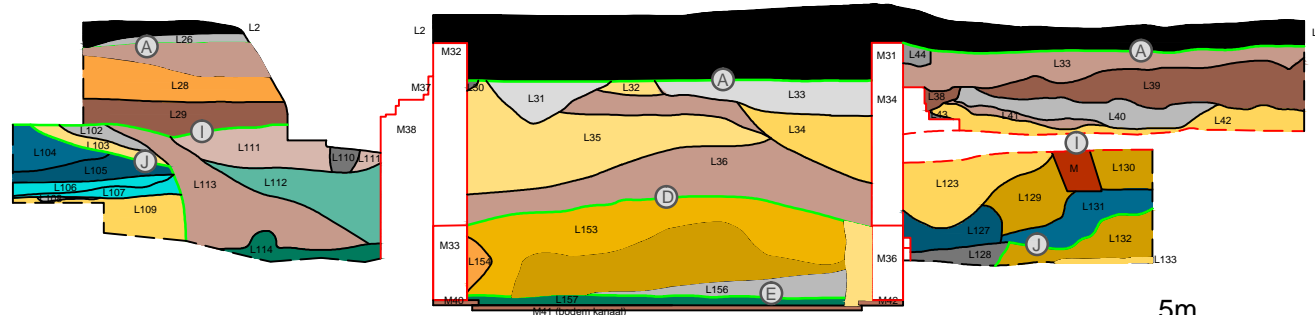 L2
L26
A
L28
L29
I
L102
L103
L104
J
L105
L106
L107
L109
L110
L111
L111
L112
L113
L114
M37
M38
L2
M32
L30
L31
L32
A
L33
L35
L34
L36
D
M33
L153
L154
L156
E
L157
M40
M41 (bodem kanaal)
M42
M31
M34
M36
L44
L33
A
L38
L39
L43
L41
L40
L42
I
M
L123
L129
L130
L127
L131
L128
J
L132
L133
5m